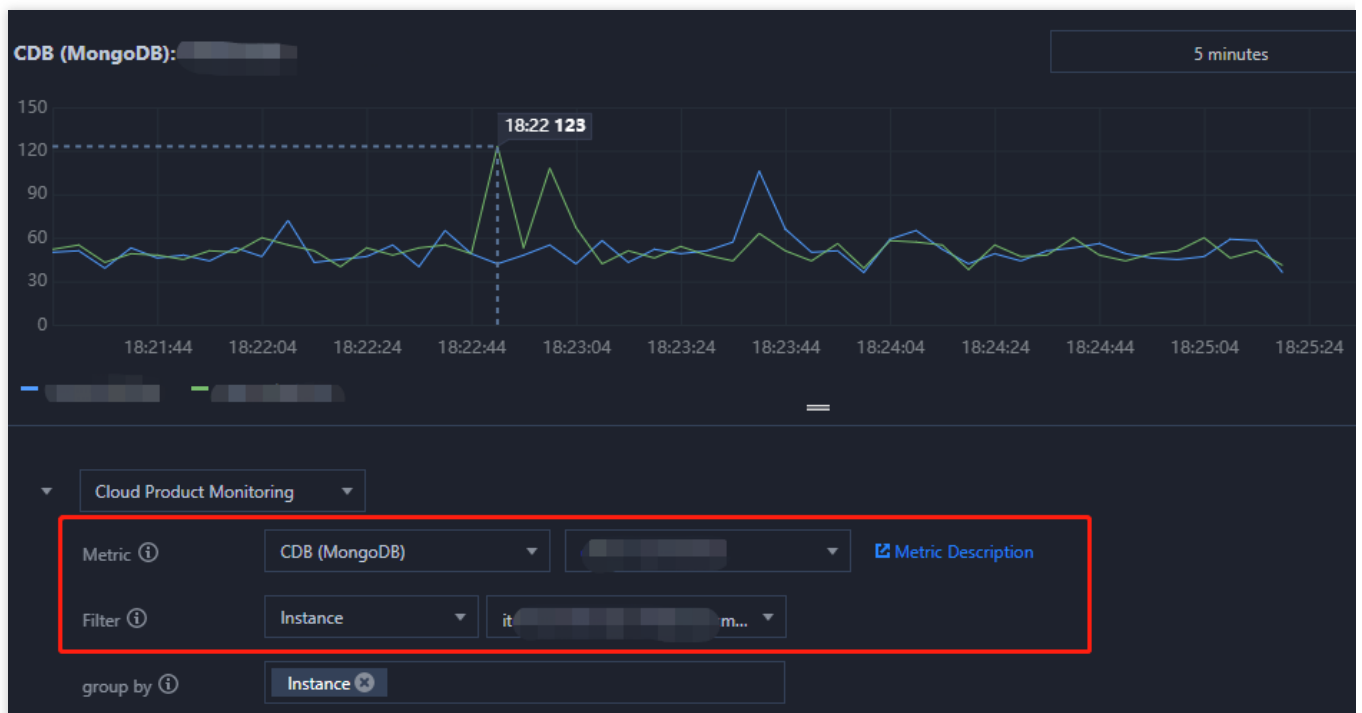 CDB (MongoDB):
5 minutes
150
18:22 123
120
90
60
30
0
18:21:44 18:22:04 18:22:24 18:22:44 18:23:04 18:23:24 18:23:44 18:24:04 18:24:24 18:24:44 18:25:04 18:25:24
Cloud Product Monitoring
Metric CDB (MongoDB) Metric Description
Filter Instance it m...
group by Instance